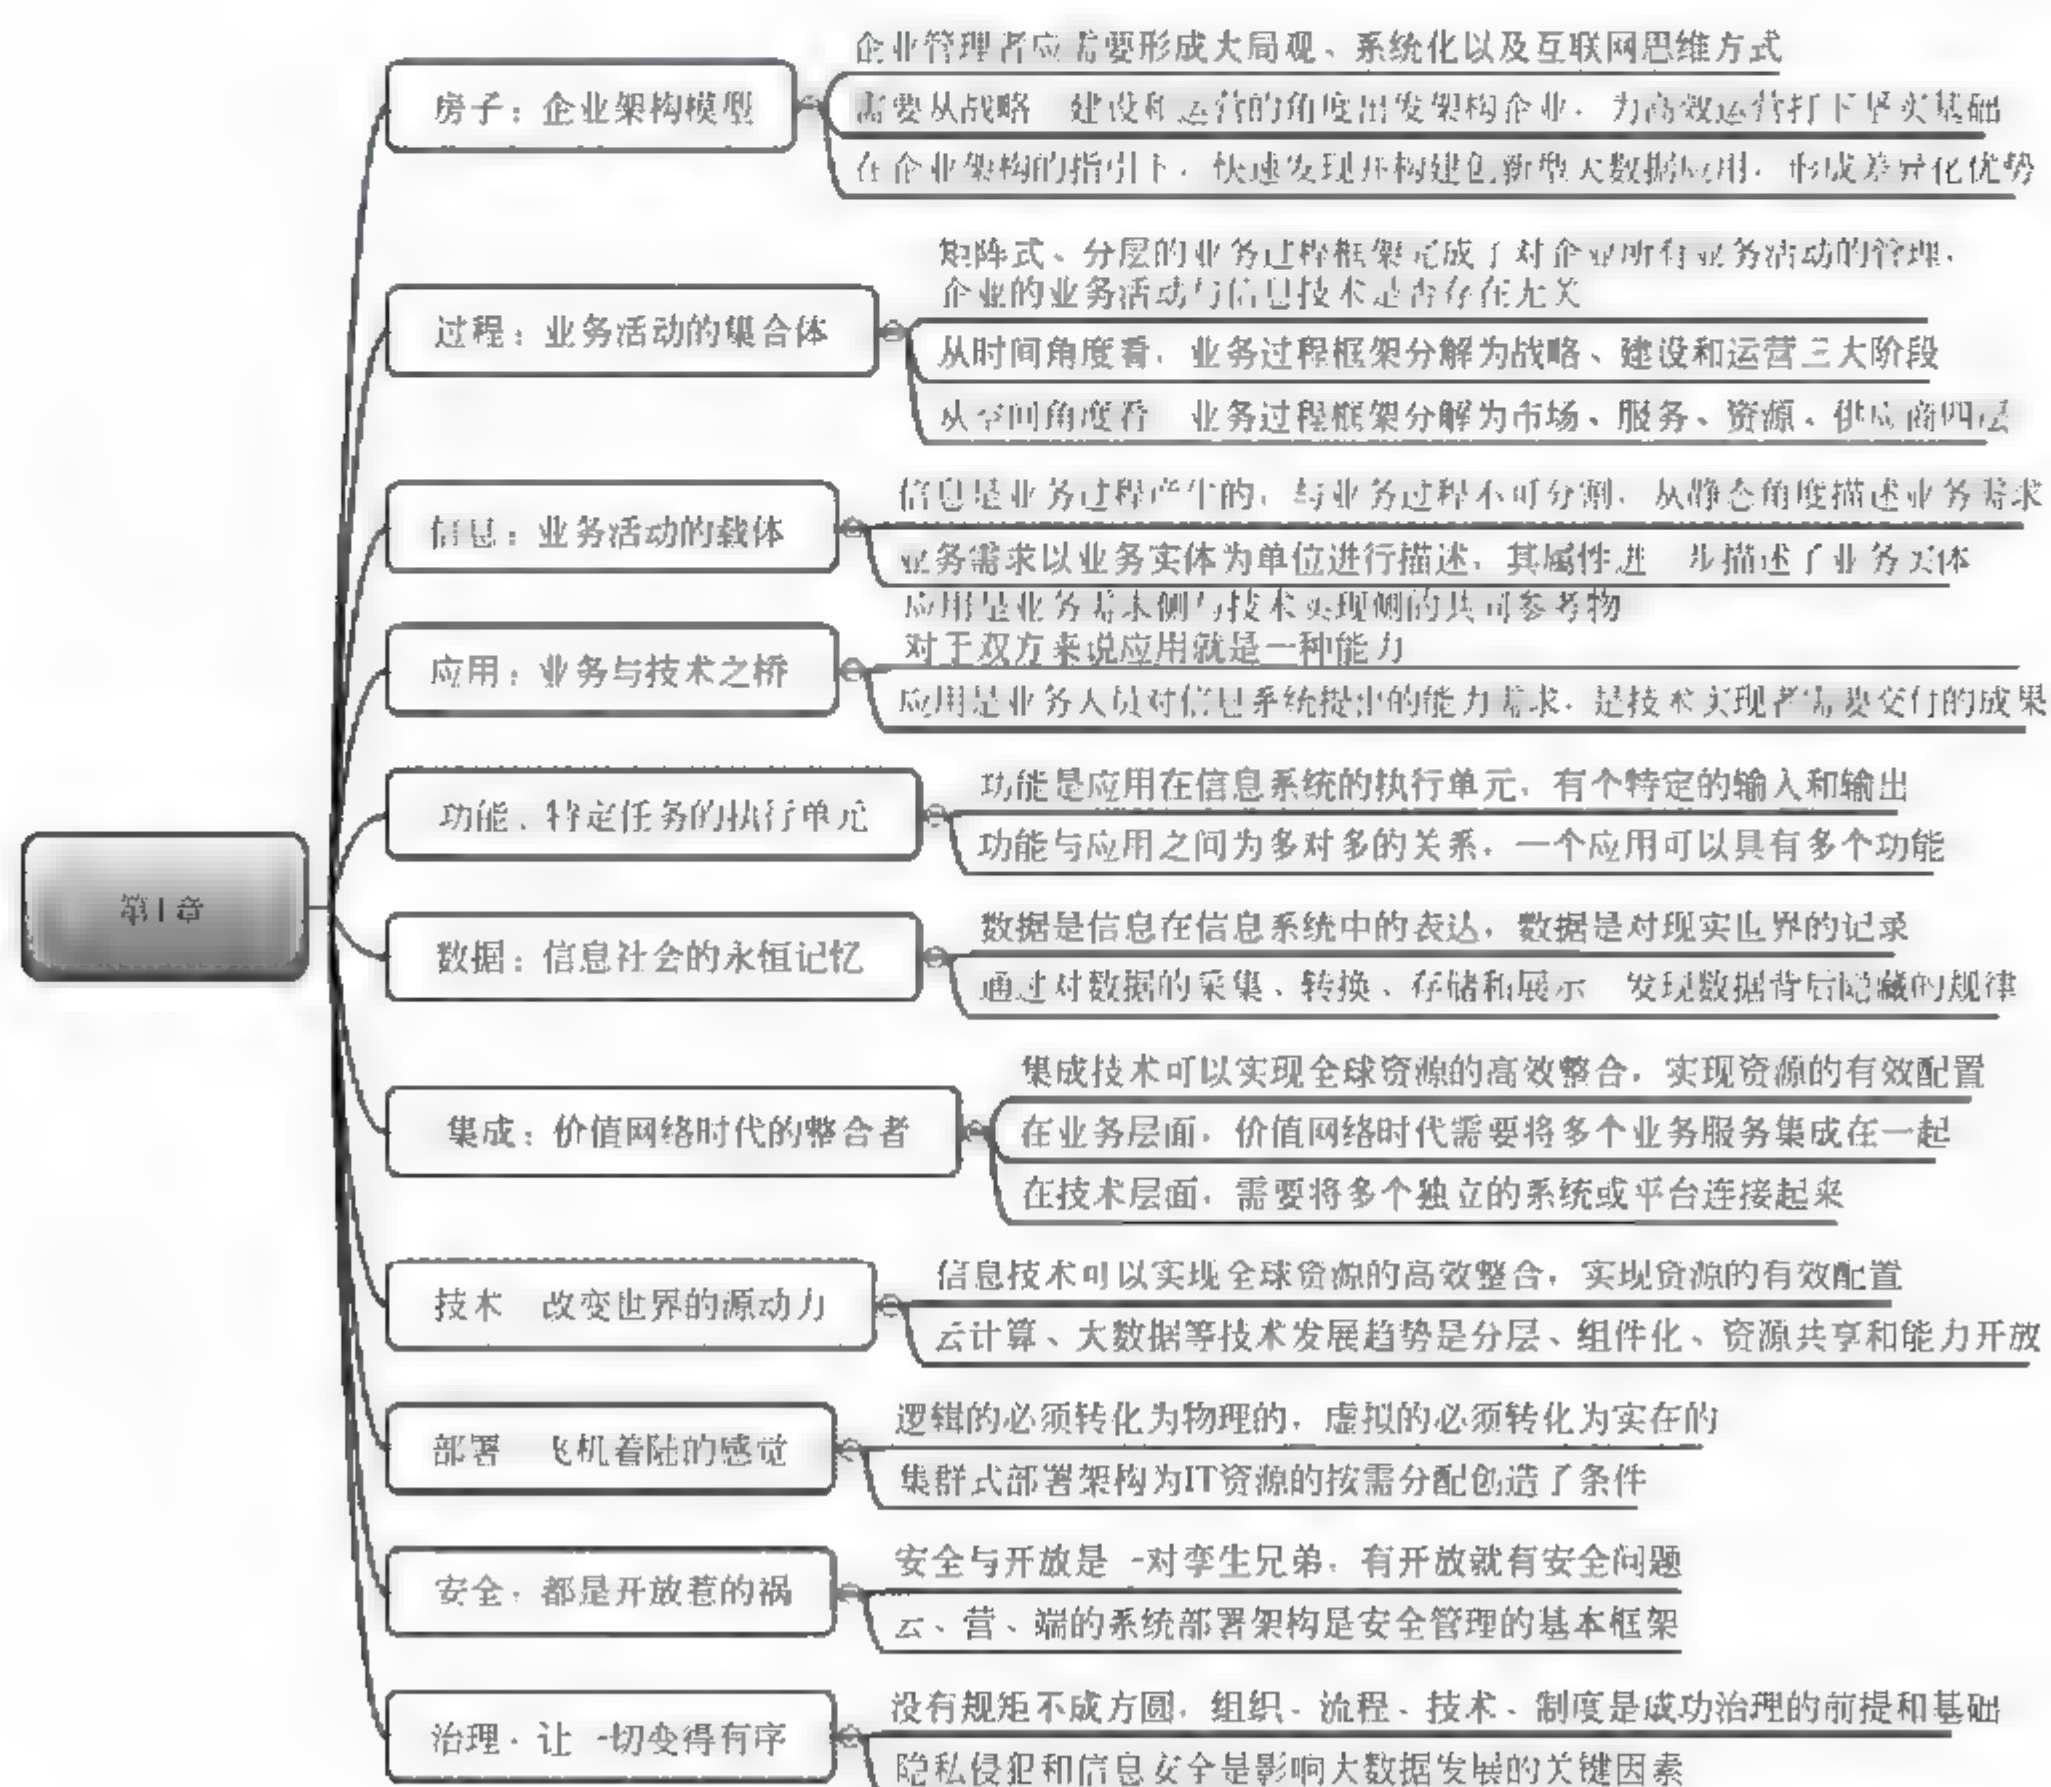 房子：企业架构模型
企业管理者应需要形成大局观、系统化以及互联网思维方式
需要从战略 建设和运营的角度出发架构企业，为高效运营打下坚实基础
在企业架构的指引下，快速发现并构建创新型大数据应用，形成差异化优势
过程：业务活动的集合体
矩阵式、分层的业务过程框架完成了对企业所有业务活动的管理，
企业的业务活动与信息技术是否存在无关
从时间角度看，业务过程框架分解为战略、建设和运营三大阶段
从空间角度看 业务过程框架分解为市场、服务、资源、供应商四层
信息：业务活动的载体
信息是业务过程产生的，与业务过程不可分割，从静态角度描述业务需求
业务需求以业务实体为单位进行描述，其属性进一步描述了业务实体
应用：业务与技术之桥
应用是业务需求侧与技术实现侧的共同参考物
对于双方来说应用就是一种能力
应用是业务人员对信息系统提出的能力需求，是技术实现者需要交付的成果
功能：特定任务的执行单元
功能是应用在信息系统的执行单元，有个特定的输入和输出
功能与应用之间为多对多的关系，一个应用可以具有多个功能
第1章
数据：信息社会的永恒记忆
数据是信息在信息系统中的表达，数据是对现实世界的记录
通过对数据的采集、转换、存储和展示 发现数据背后隐藏的规律
集成：价值网络时代的整合者
集成技术可以实现全球资源的高效整合，实现资源的有效配置
在业务层面，价值网络时代需要将多个业务服务集成在一起
在技术层面，需要将多个独立的系统或平台连接起来
技术 改变世界的源动力
信息技术可以实现全球资源的高效整合，实现资源的有效配置
云计算、大数据等技术发展趋势是分层、组件化、资源共享和能力开放
部署 飞机着陆的感觉
逻辑的必须转化为物理的，虚拟的必须转化为实在的
集群式部署架构为IT资源的按需分配创造了条件
安全：都是开放惹的祸
安全与开放是一对孪生兄弟，有开放就有安全问题
云、营、端的系统部署架构是安全管理的基本框架
治理：让一切变得有序
没有规矩不成方圆，组织、流程、技术、制度是成功治理的前提和基础
隐私侵犯和信息安全是影响大数据发展的关键因素